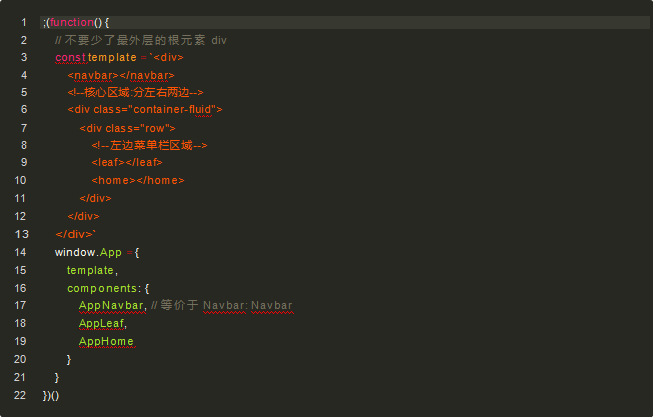 1 ;(function() {
2 // 不要少了最外层的根元素 div
3 const template = `<div>
4 <navbar></navbar>
5 <!--核心区域:分左右两边-->
6 <div class="container-fluid">
7 <div class="row">
8 <!--左边菜单栏区域-->
9 <leaf></leaf>
10 <home></home>
11 </div>
12 </div>
13 </div>`
14 window.App = {
15 template,
16 components: {
17 AppNavbar, // 等价于 Navbar: Navbar
18 AppLeaf,
19 AppHome
20 }
21 }
22 })()